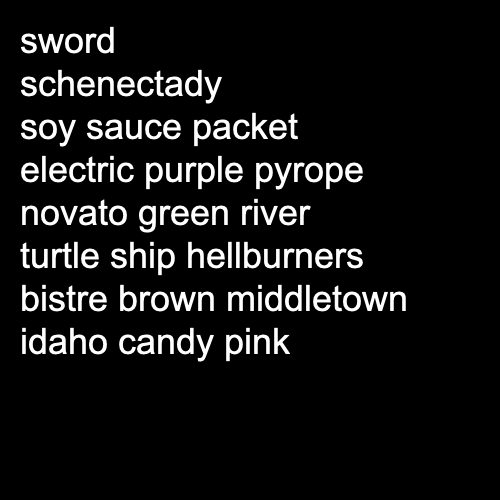 sword
schenectady
soy sauce packet
electric purple pyrope
novato green river
turtle ship hellburners
bistre brown middletown
idaho candy pink